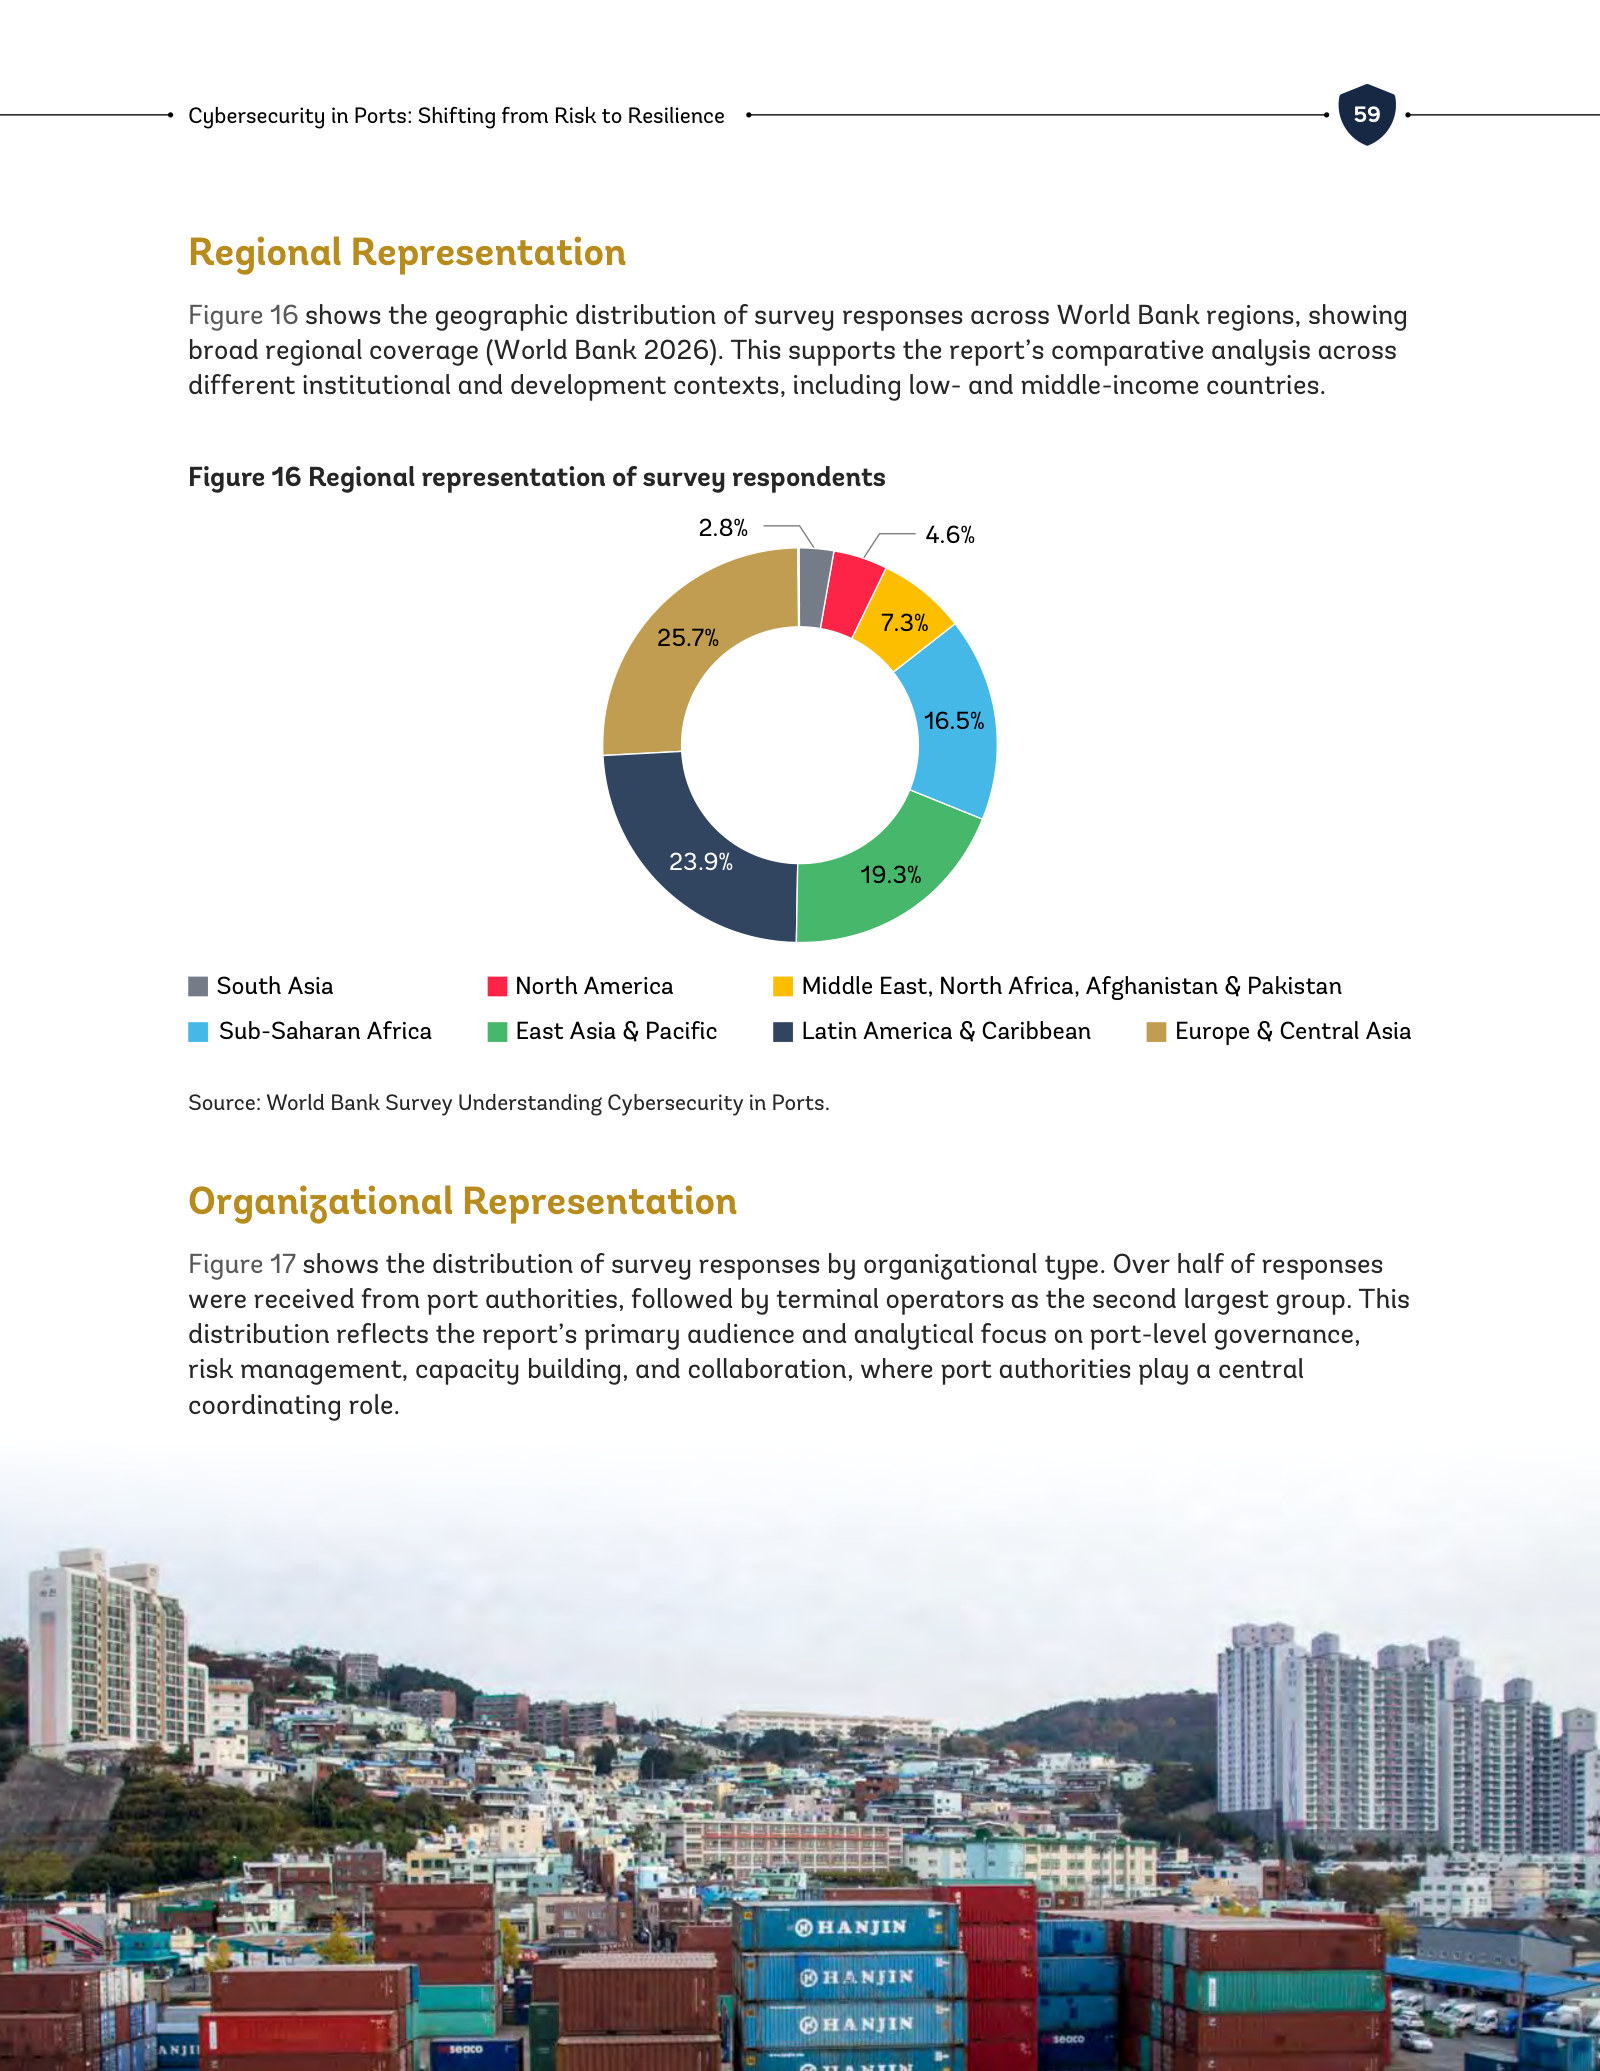 Cybersecurity in Ports: Shifting from Risk to Resilience
59
Regional Representation
Figure 16 shows the geographic distribution of survey responses across World Bank regions, showing
broad regional coverage (World Bank 2026). This supports the report’s comparative analysis across
different institutional and development contexts, including low- and middle-income countries.
Figure 16 Regional representation of survey respondents
2.8%
4.6%
7.3%
25.7%
16.5%
23.9%
19.3%
South Asia
North America
Middle East, North Africa, Afghanistan & Pakistan
Sub-Saharan Africa
East Asia & Pacific
Latin America & Caribbean
Europe & Central Asia
Source: World Bank Survey Understanding Cybersecurity in Ports.
Organizational Representation
Figure 17 shows the distribution of survey responses by organizational type. Over half of responses
were received from port authorities, followed by terminal operators as the second largest group. This
distribution reflects the report’s primary audience and analytical focus on port-level governance,
risk management, capacity building, and collaboration, where port authorities play a central
coordinating role.
HANJIN
HANJIN
HANJIN
HANJIN
seaco
seaco